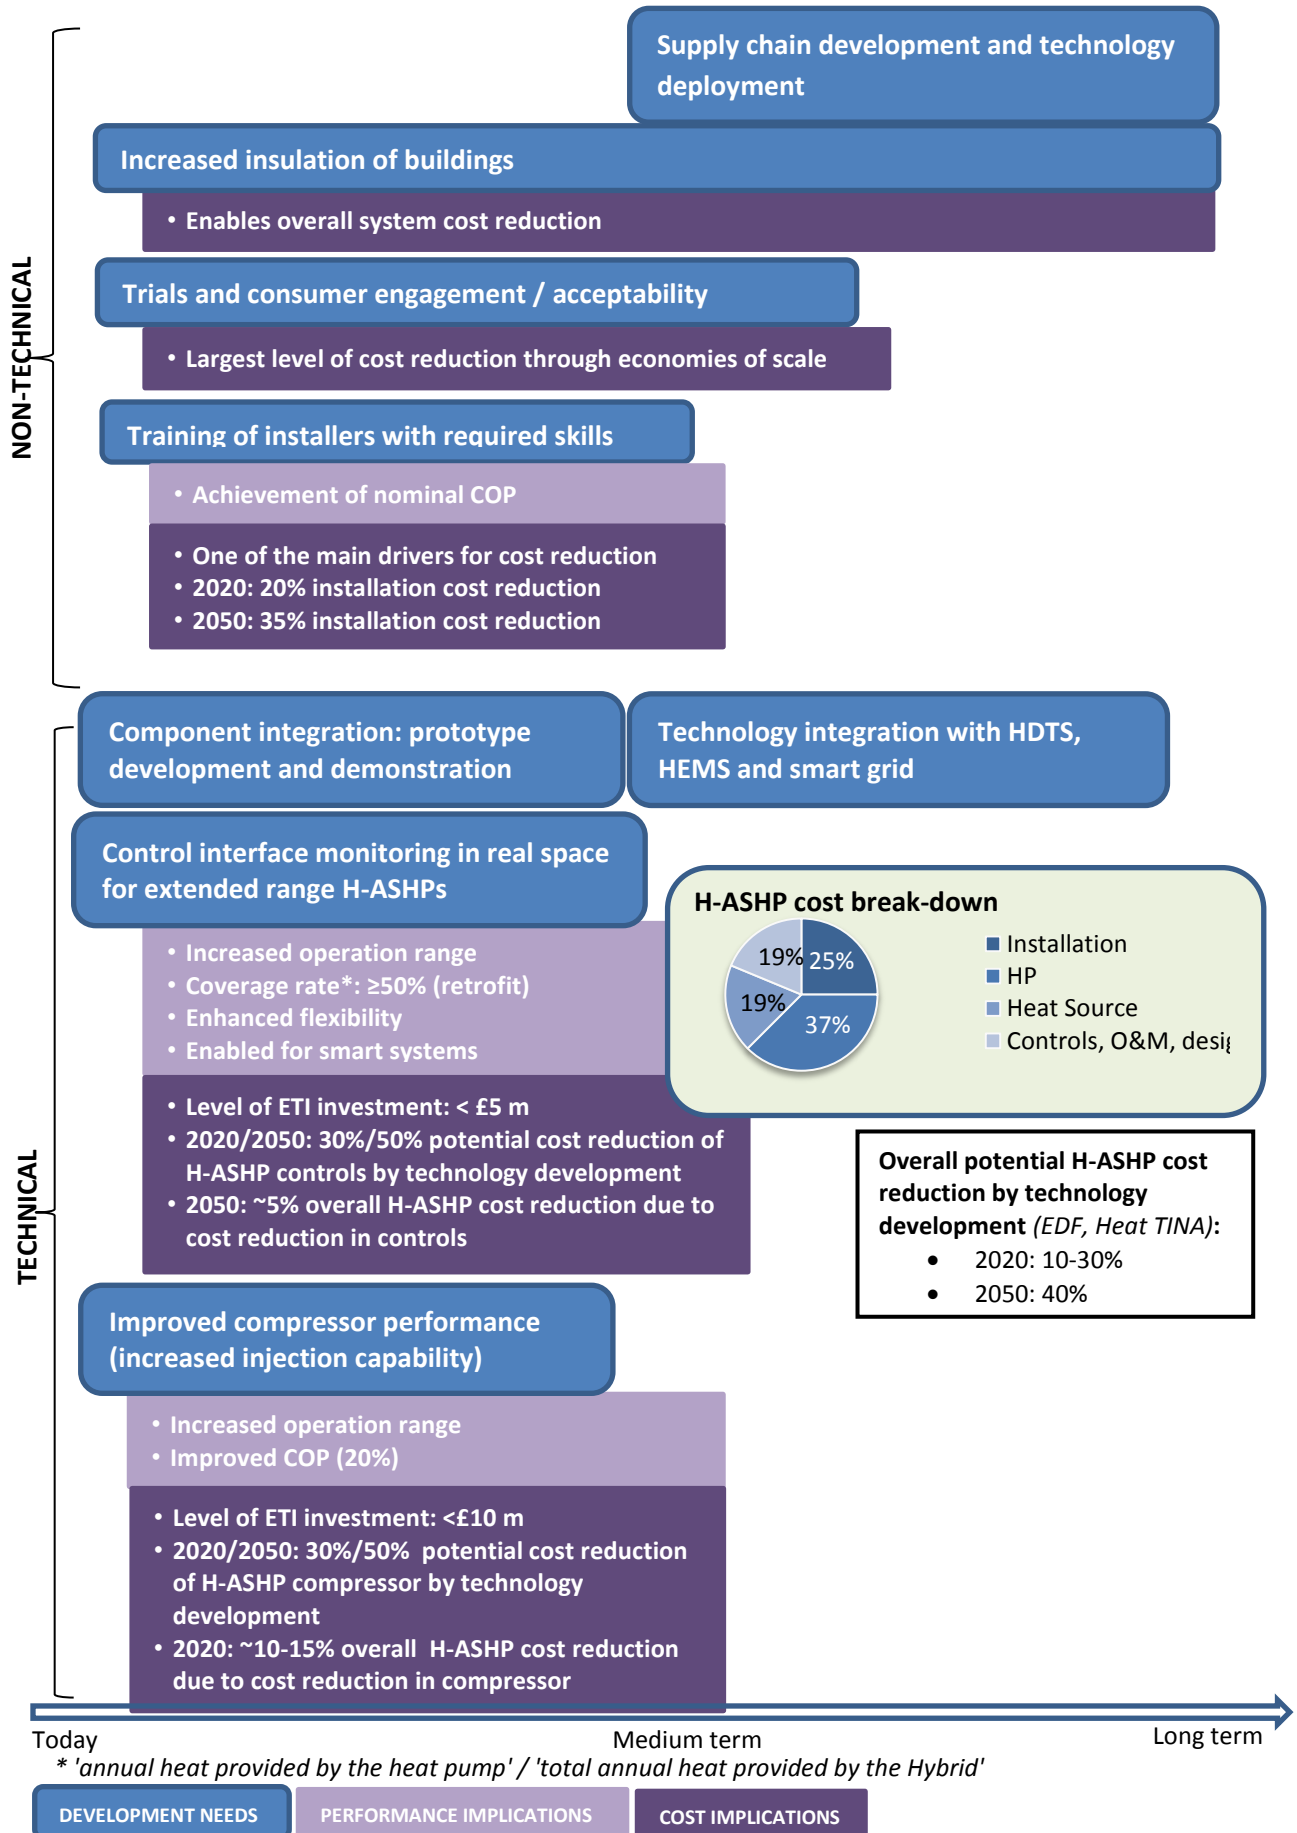 Supply chain development and technology
deployment
Increased insulation of buildings
• Enables overall system cost reduction
Trials and consumer engagement / acceptability
• Largest level of cost reduction through economies of scale
Training of installers with required skills
• Achievement of nominal COP
• One of the main drivers for cost reduction
• 2020: 20% installation cost reduction
• 2050: 35% installation cost reduction
NON-TECHNICAL
Component integration: prototype
development and demonstration
Technology integration with HDTS,
HEMS and smart grid
Control interface monitoring in real space
for extended range H-ASHPs
• Increased operation range
• Coverage rate*: ≥50% (retrofit)
• Enhanced flexibility
• Enabled for smart systems
• Level of ETI investment: < £5 m
• 2020/2050: 30%/50% potential cost reduction of
H-ASHP controls by technology development
• 2050: ~5% overall H-ASHP cost reduction due to
cost reduction in controls
H-ASHP cost break-down
19%
25%
19%
37%
Installation
HP
Heat Source
Controls, O&M, desig
Overall potential H-ASHP cost
reduction by technology
development (EDF, Heat TINA):
• 2020: 10-30%
• 2050: 40%
TECHNICAL
Improved compressor performance
(increased injection capability)
• Increased operation range
• Improved COP (20%)
• Level of ETI investment: <£10 m
• 2020/2050: 30%/50% potential cost reduction
of H-ASHP compressor by technology
development
• 2020: ~10-15% overall H-ASHP cost reduction
due to cost reduction in compressor
Today
Medium term
Long term
* 'annual heat provided by the heat pump' / 'total annual heat provided by the Hybrid'
DEVELOPMENT NEEDS
PERFORMANCE IMPLICATIONS
COST IMPLICATIONS